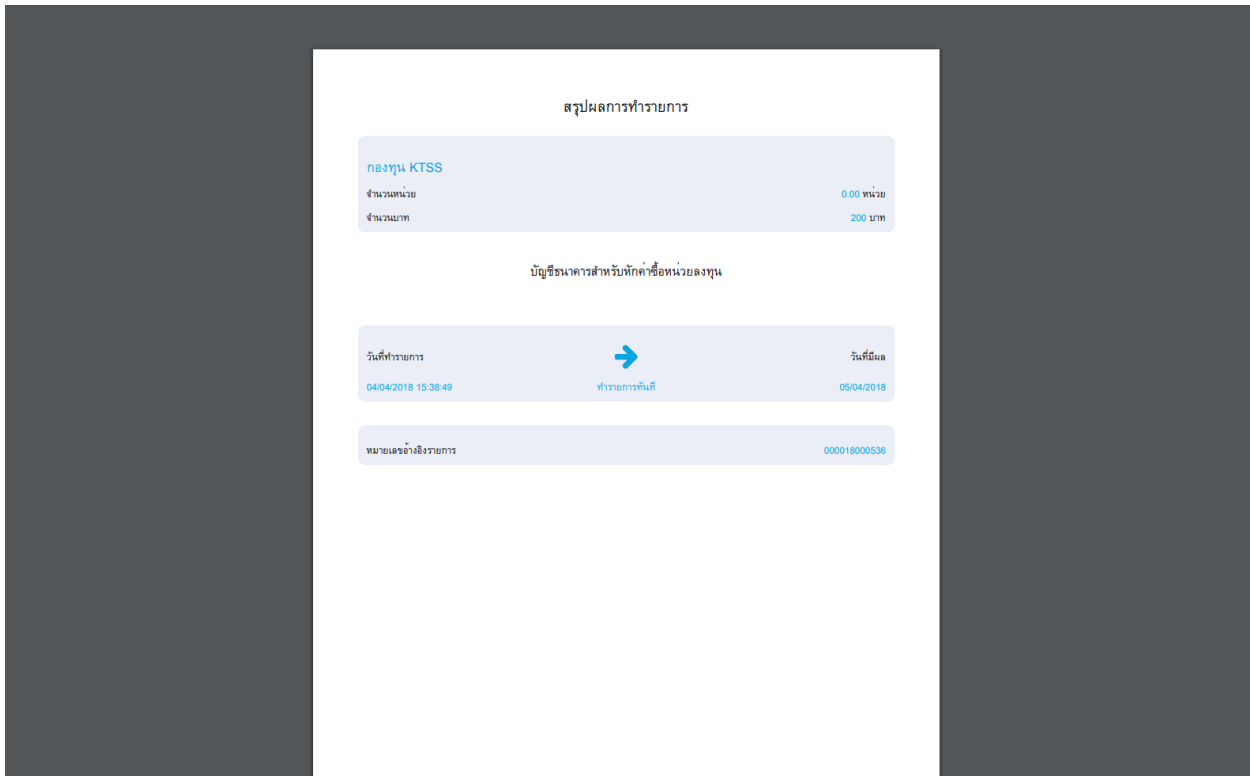 สรุปผลการทำรายการ
กองทุน KTSS
จำนวนหน่วย 0.00 หน่วย
จำนวนบาท 200 บาท
บัญชีธนาคารสำหรับหักค่าซื้อหน่วยลงทุน
วันที่ทำรายการ วันที่มีผล
04/04/2018 15:38:49 ทำรายการทันที 05/04/2018
หมายเลขอ้างอิงรายการ 000018000536